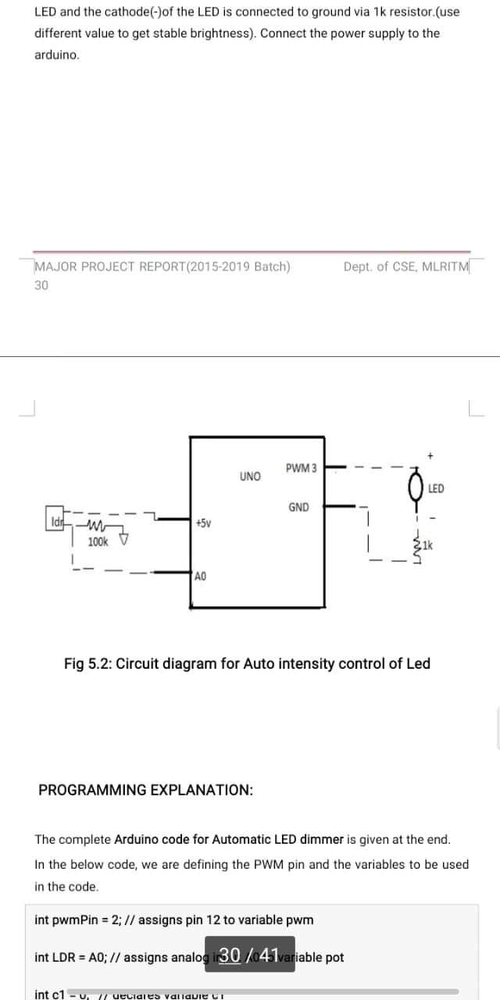 LED and the cathode(-)of the LED is connected to ground via 1k resistor.(use
different value to get stable brightness). Connect the power supply to the
arduino.
MAJOR PROJECT REPORT(2015-2019 Batch) Dept. of CSE, MLRITM
30
PWM 3
+
UNO
LED
GND
ldr
+5v
-
100k
1k
A0
Fig 5.2: Circuit diagram for Auto intensity control of Led
PROGRAMMING EXPLANATION:
The complete Arduino code for Automatic LED dimmer is given at the end.
In the below code, we are defining the PWM pin and the variables to be used
in the code.
int pwmPin = 2; // assigns pin 12 to variable pwm
int LDR = A0; // assigns analog variable pot
30 / 41
int c1 = 0; // declares variable c1